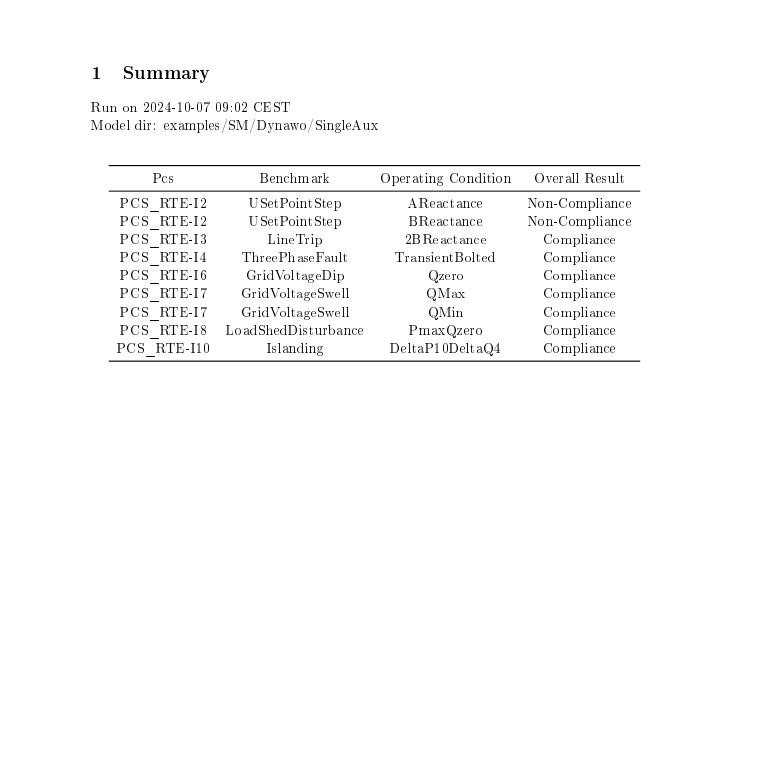 1 Summary
Run on 2024-10-07 09:02 CEST
Model dir: examples/SM/Dynawo/SingleAux
Pcs Benchmark Operating Condition Overall Result
PCS_RTE-I2 USetPointStep AReactance Non-Compliance
PCS_RTE-I2 USetPointStep BReactance Non-Compliance
PCS_RTE-I3 LineTrip 2BReactance Compliance
PCS_RTE-I4 ThreePhaseFault TransientBolted Compliance
PCS_RTE-I6 GridVoltageDip Qzero Compliance
PCS_RTE-I7 GridVoltageSwell QMax Compliance
PCS_RTE-I7 GridVoltageSwell QMin Compliance
PCS_RTE-I8 LoadShedDisturbance PmaxQzero Compliance
PCS_RTE-I10 Islanding DeltaP10DeltaQ4 Compliance